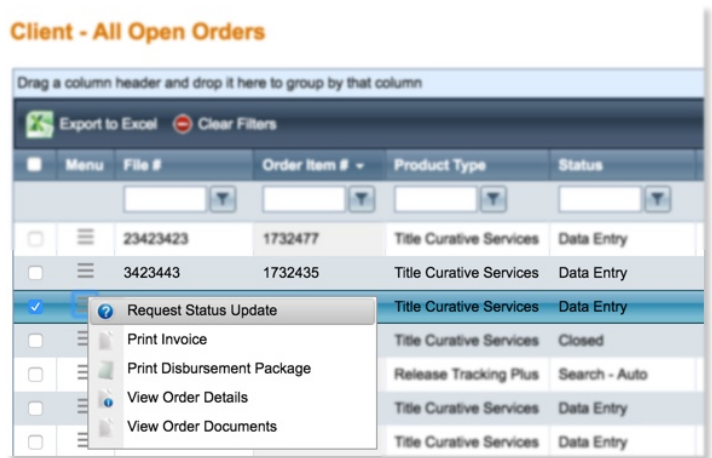 Client - All Open Orders
Drag a column header and drop it here to group by that column
Export to Excel Clear Filters
Menu File # Order Item # Product Type Status
23423423 1732477 Title Curative Services Data Entry
3423443 1732435 Title Curative Services Data Entry
Title Curative Services Data Entry
Request Status Update
Print Invoice
Title Curative Services Closed
Print Disbursement Package
Release Tracking Plus Search - Auto
View Order Details
Title Curative Services Data Entry
View Order Documents
Title Curative Services Data Entry